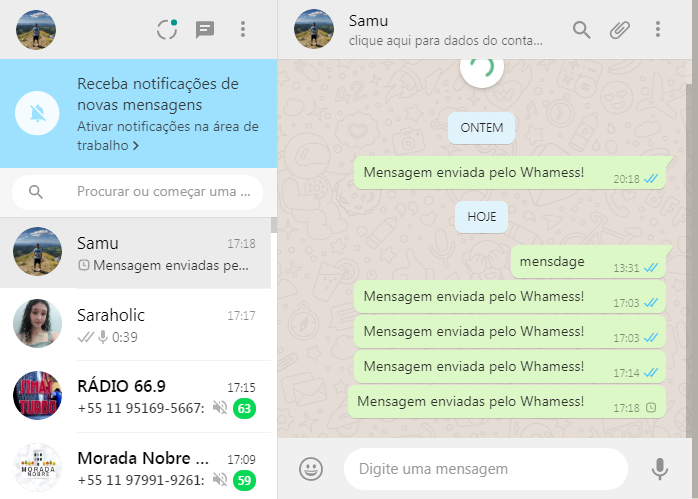 Receba notificações de
novas mensagens
Ativar notificações na área de
trabalho >
Procurar ou começar uma ...
Samu 17:18
Mensagem enviadas pe...
Saraholic 17:17
0:39
RÁDIO 66.9 17:15
+55 11 95169-5667: 63
Morada Nobre ... 17:09
+55 11 97991-9261: 59
JIMAX
TURBO
MORADA
NOBRE
Samu
clique aqui para dados do conta...
ONTEM
Mensagem enviada pelo Whamess! 20:18
HOJE
mensdage 13:31
Mensagem enviada pelo Whamess! 17:03
Mensagem enviada pelo Whamess! 17:03
Mensagem enviada pelo Whamess! 17:14
Mensagem enviadas pelo Whamess! 17:18
Digite uma mensagem